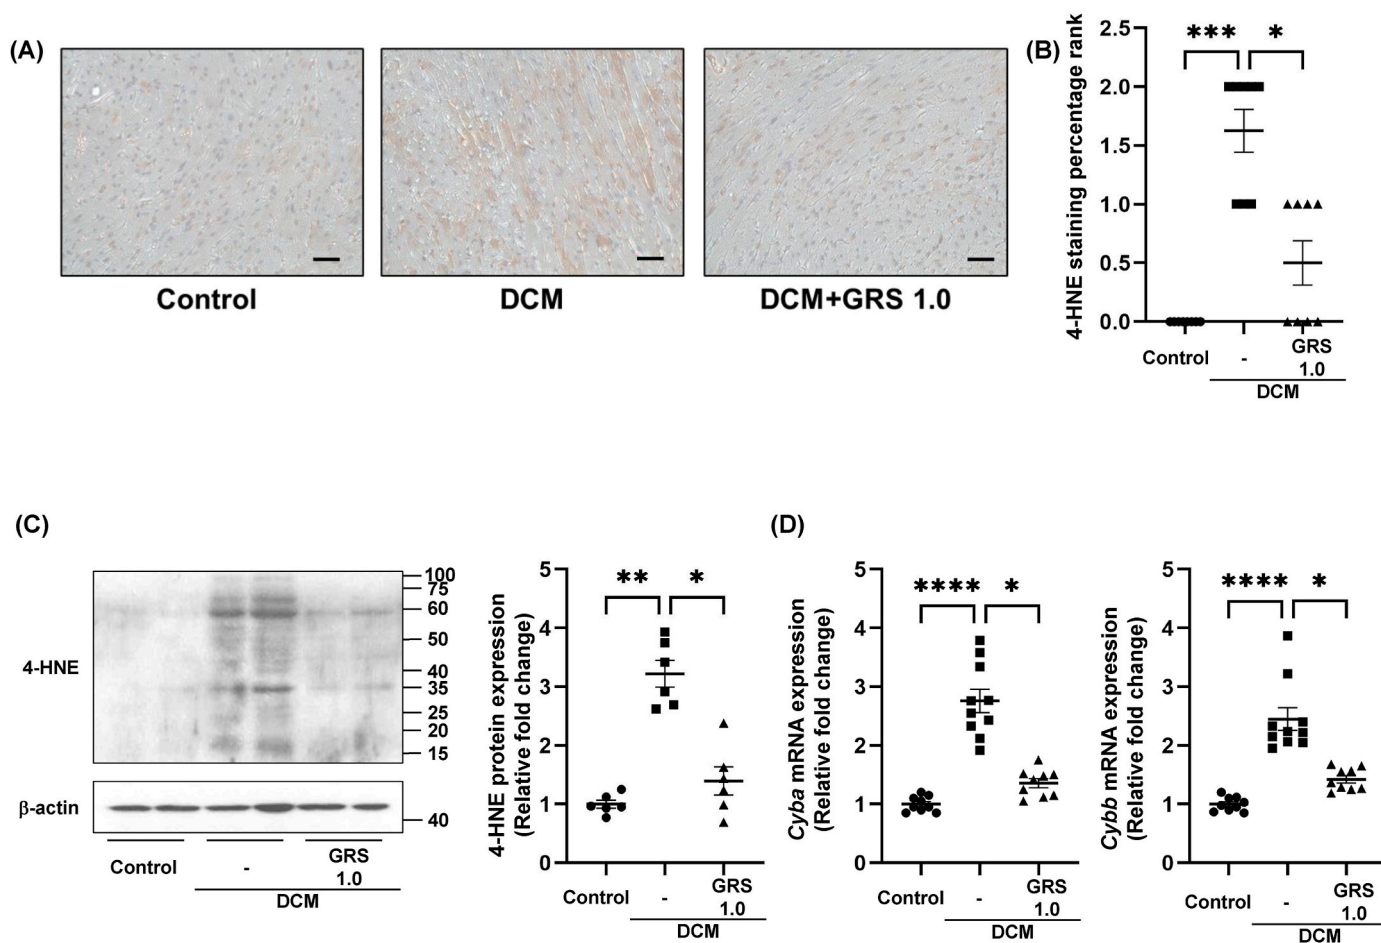 (A)
Control
DCM
DCM+GRS 1.0
(B)
4-HNE staining percentage rank
2.5
2.0
1.5
1.0
0.5
0.0
*** *
Control
-
GRS
1.0
DCM
(C)
4-HNE
100
75
60
50
40
35
25
20
15
β-actin
40
Control
-
GRS
1.0
DCM
4-HNE protein expression
(Relative fold change)
5
4
3
2
1
0
** *
Control
-
GRS
1.0
DCM
(D)
Cyba mRNA expression
(Relative fold change)
5
4
3
2
1
0
**** *
Control
-
GRS
1.0
DCM
Cybb mRNA expression
(Relative fold change)
5
4
3
2
1
0
**** *
Control
-
GRS
1.0
DCM